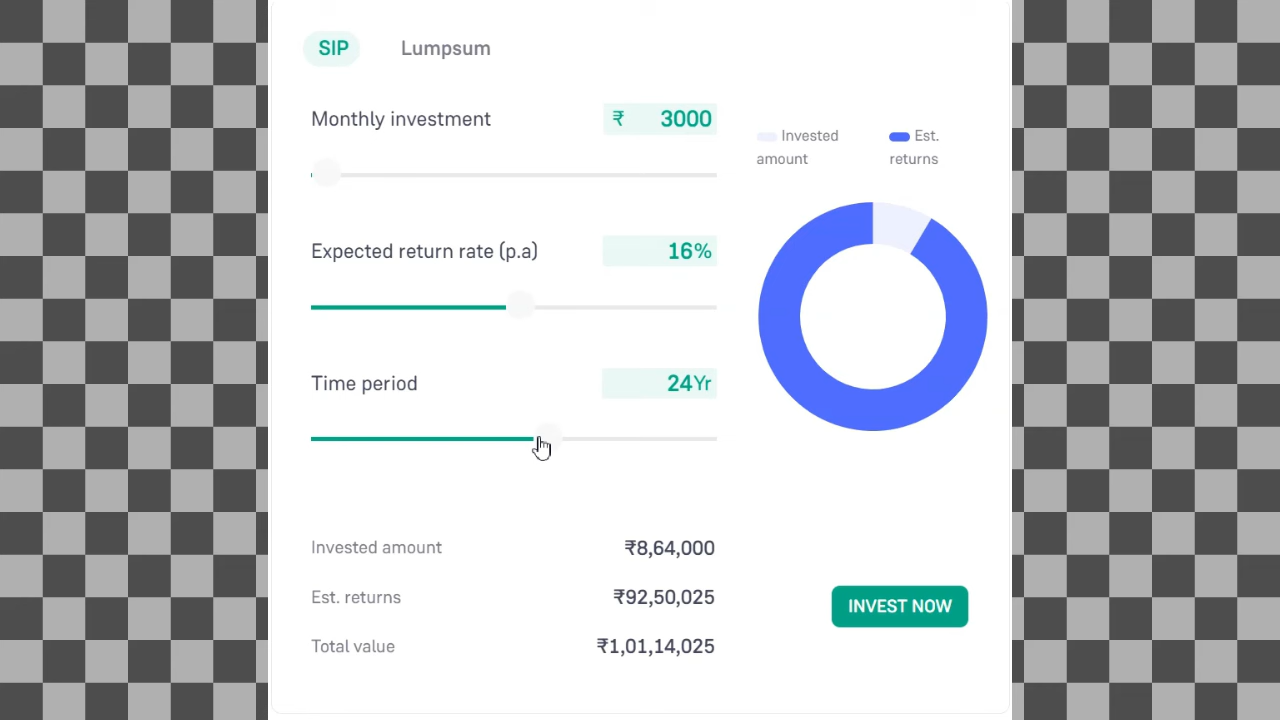 SIP Lumpsum
Monthly investment ₹ 3000
Invested amount
Est. returns
Expected return rate (p.a) 16%
Time period 24Yr
Invested amount ₹8,64,000
Est. returns ₹92,50,025
Total value ₹1,01,14,025
INVEST NOW